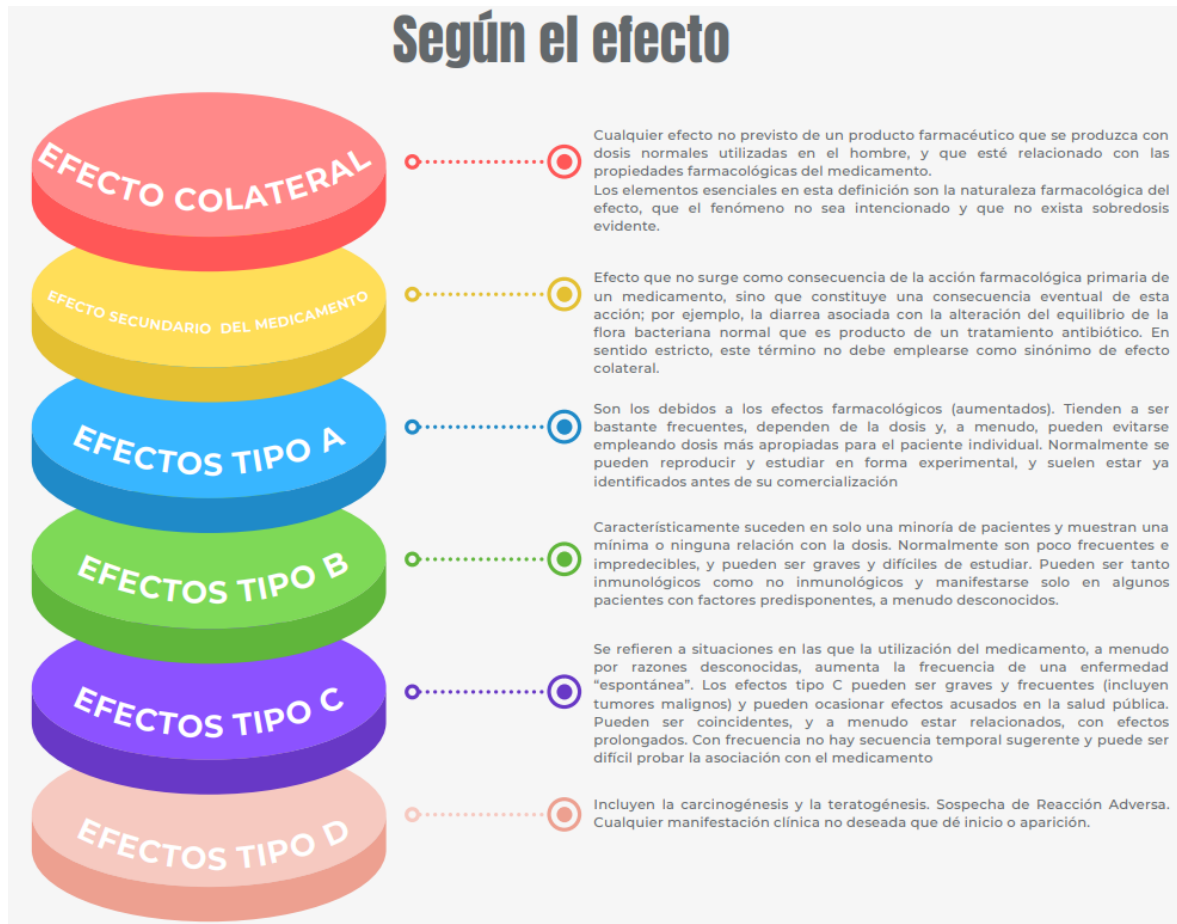 Según el efecto
EFECTO COLATERAL
Cualquier efecto no previsto de un producto farmacéutico que se produzca con
dosis normales utilizadas en el hombre, y que esté relacionado con las
propiedades farmacológicas del medicamento.
Los elementos esenciales en esta definición son la naturaleza farmacológica del
efecto, que el fenómeno no sea intencionado y que no exista sobredosis
evidente.
EFECTO SECUNDARIO DEL MEDICAMENTO
Efecto que no surge como consecuencia de la acción farmacológica primaria de
un medicamento, sino que constituye una consecuencia eventual de esta
acción; por ejemplo, la diarrea asociada con la alteración del equilibrio de la
flora bacteriana normal que es producto de un tratamiento antibiótico. En
sentido estricto, este término no debe emplearse como sinónimo de efecto
colateral.
EFECTOS TIPO A
Son los debidos a los efectos farmacológicos (aumentados). Tienden a ser
bastante frecuentes, dependen de la dosis y, a menudo, pueden evitarse
empleando dosis más apropiadas para el paciente individual. Normalmente se
pueden reproducir y estudiar en forma experimental, y suelen estar ya
identificados antes de su comercialización
EFECTOS TIPO B
Característicamente suceden en solo una minoría de pacientes y muestran una
mínima o ninguna relación con la dosis. Normalmente son poco frecuentes e
impredecibles, y pueden ser graves y difíciles de estudiar. Pueden ser tanto
inmunológicos como no inmunológicos y manifestarse solo en algunos
pacientes con factores predisponentes, a menudo desconocidos.
EFECTOS TIPO C
Se refieren a situaciones en las que la utilización del medicamento, a menudo
por razones desconocidas, aumenta la frecuencia de una enfermedad
“espontánea”. Los efectos tipo C pueden ser graves y frecuentes (incluyen
tumores malignos) y pueden ocasionar efectos acusados en la salud pública.
Pueden ser coincidentes, y a menudo estar relacionados, con efectos
prolongados. Con frecuencia no hay secuencia temporal sugerente y puede ser
difícil probar la asociación con el medicamento
EFECTOS TIPO D
Incluyen la carcinogénesis y la teratogénesis. Sospecha de Reacción Adversa.
Cualquier manifestación clínica no deseada que dé inicio o aparición.